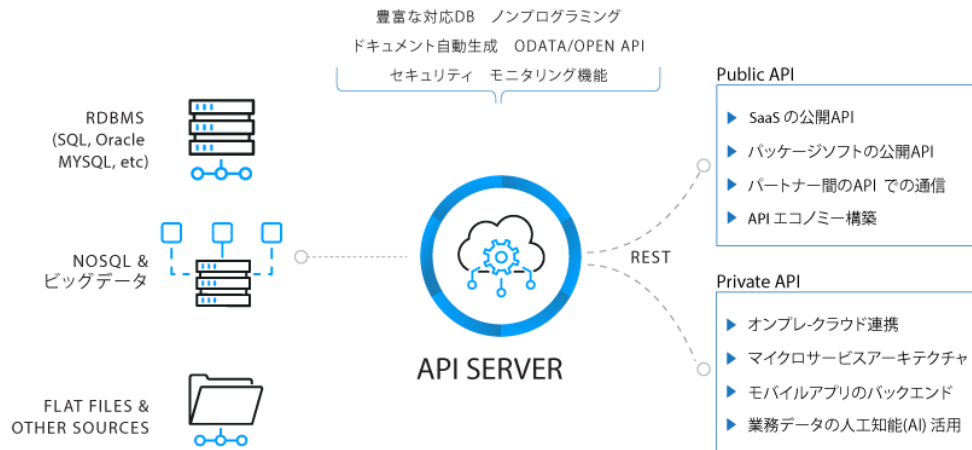 豊富な対応DB ノンプログラミング
ドキュメント自動生成 ODATA/OPEN API
セキュリティ モニタリング機能
RDBMS
(SQL, Oracle
MYSQL, etc)
NOSQL &
ビッグデータ
FLAT FILES &
OTHER SOURCES
API SERVER
REST
Public API
SaaS の公開API
パッケージソフトの公開API
パートナー間のAPI での通信
API エコノミー構築
Private API
オンプレ-クラウド連携
マイクロサービスアーキテクチャ
モバイルアプリのバックエンド
業務データの人工知能(AI) 活用